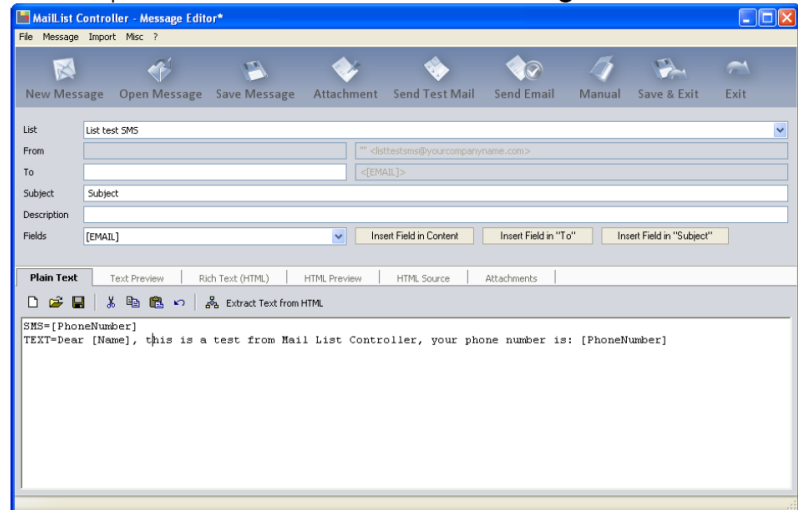 MailList Controller - Message Editor*
File Message Import Misc ?
New Message Open Message Save Message Attachment Send Test Mail Send Email Manual Save & Exit Exit
List List test SMS
From "" <listtestsms@yourcompanyname.com>
To <[EMAIL]>
Subject Subject
Description
Fields [EMAIL] Insert Field in Content Insert Field in "To" Insert Field in "Subject"
Plain Text Text Preview Rich Text (HTML) HTML Preview HTML Source Attachments
Extract Text from HTML
SMS=[PhoneNumber]
TEXT=Dear [Name], this is a test from Mail List Controller, your phone number is: [PhoneNumber]